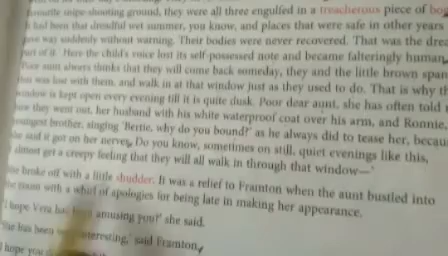 favourite snipe-shooting ground, they were all three engulfed in a treacherous piece of bog
It had been that dreadful wet summer, you know, and places that were safe in other years
gave way suddenly without warning. Their bodies were never recovered. That was the
part of it.' Here the child's voice lost its self-possessed note and became falteringly human,
Poor aunt always thinks that they will come back someday, they and the little brown
that was lost with them, and walk in at that window just as they used to do. That is why
window is kept open every evening till it is quite dusk. Poor dear aunt, she has often told
how they went out, her husband with his white waterproof coat over his arm, and Ronnie,
youngest brother, singing 'Bertie, why do you bound?' as he always did to tease her,
she said it got on her nerves. Do you know, sometimes on still, quiet evenings like this,
almost get a creepy feeling that they will all walk in through that window—'
She broke off with a little shudder. It was a relief to Framton when the aunt bustled into
the room with a whirl of apologies for being late in making her appearance.
'I hope Vera has been amusing you?' she said.
'She has been very interesting,' said Framton,
'I hope you